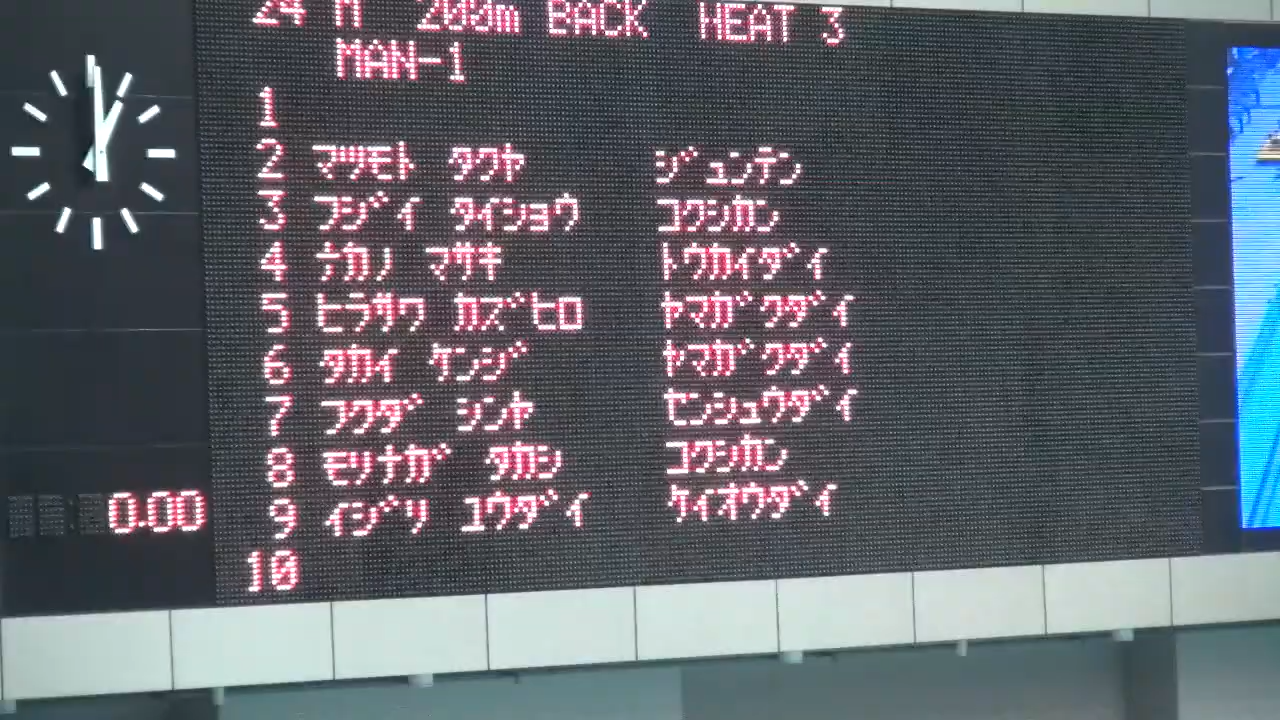 24 M 200m BACK HEAT 3
MAN-1
1
2 マツモト タクヤ ジュンテン
3 フジイ タイショウ コクシカン
4 ナカノ マサキ トウカイダイ
5 ヒラサワ カズヒロ ヤマガクダイ
6 タカイ ケンジ ヤマガクダイ
7 フクダ シンヤ センシュウダイ
8 モリナガ タカシ コクシカン
9 イジリ ユウダイ ケイオウダイ
10
0.00